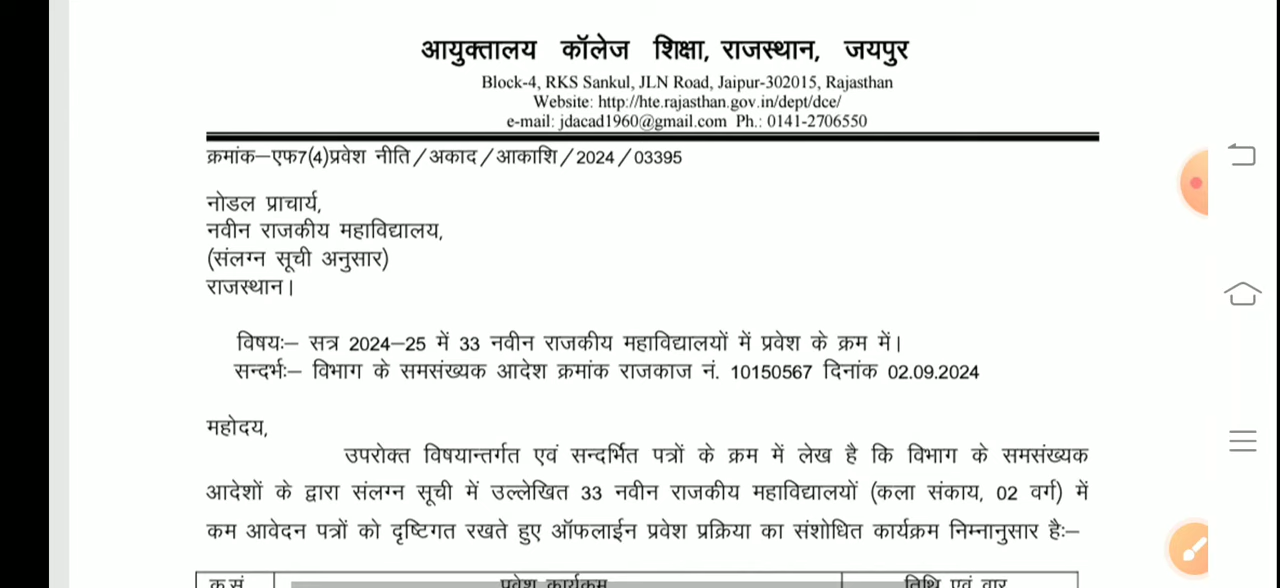 आयुक्तालय कॉलेज शिक्षा, राजस्थान, जयपुर
Block-4, RKS Sankul, JLN Road, Jaipur-302015, Rajasthan
Website: http://hte.rajasthan.gov.in/dept/dce/
e-mail: jdacad1960@gmail.com Ph.: 0141-2706550
क्रमांक–एफ7(4)प्रवेश नीति/अकाद/आकाशि/2024/03395
नोडल प्राचार्य,
नवीन राजकीय महाविद्यालय,
(संलग्न सूची अनुसार)
राजस्थान।
विषयः– सत्र 2024–25 में 33 नवीन राजकीय महाविद्यालयों में प्रवेश के क्रम में।
सन्दर्भः– विभाग के समसंख्यक आदेश क्रमांक राजकाज नं. 10150567 दिनांक 02.09.2024
महोदय,
उपरोक्त विषयान्तर्गत एवं सन्दर्भित पत्रों के क्रम में लेख है कि विभाग के समसंख्यक
आदेशों के द्वारा संलग्न सूची में उल्लेखित 33 नवीन राजकीय महाविद्यालयों (कला संकाय, 02 वर्ग) में
कम आवेदन पत्रों को दृष्टिगत रखते हुए ऑफलाईन प्रवेश प्रक्रिया का संशोधित कार्यक्रम निम्नानुसार हैः–
क्र.सं. प्रवेश कार्यक्रम तिथि एवं वार